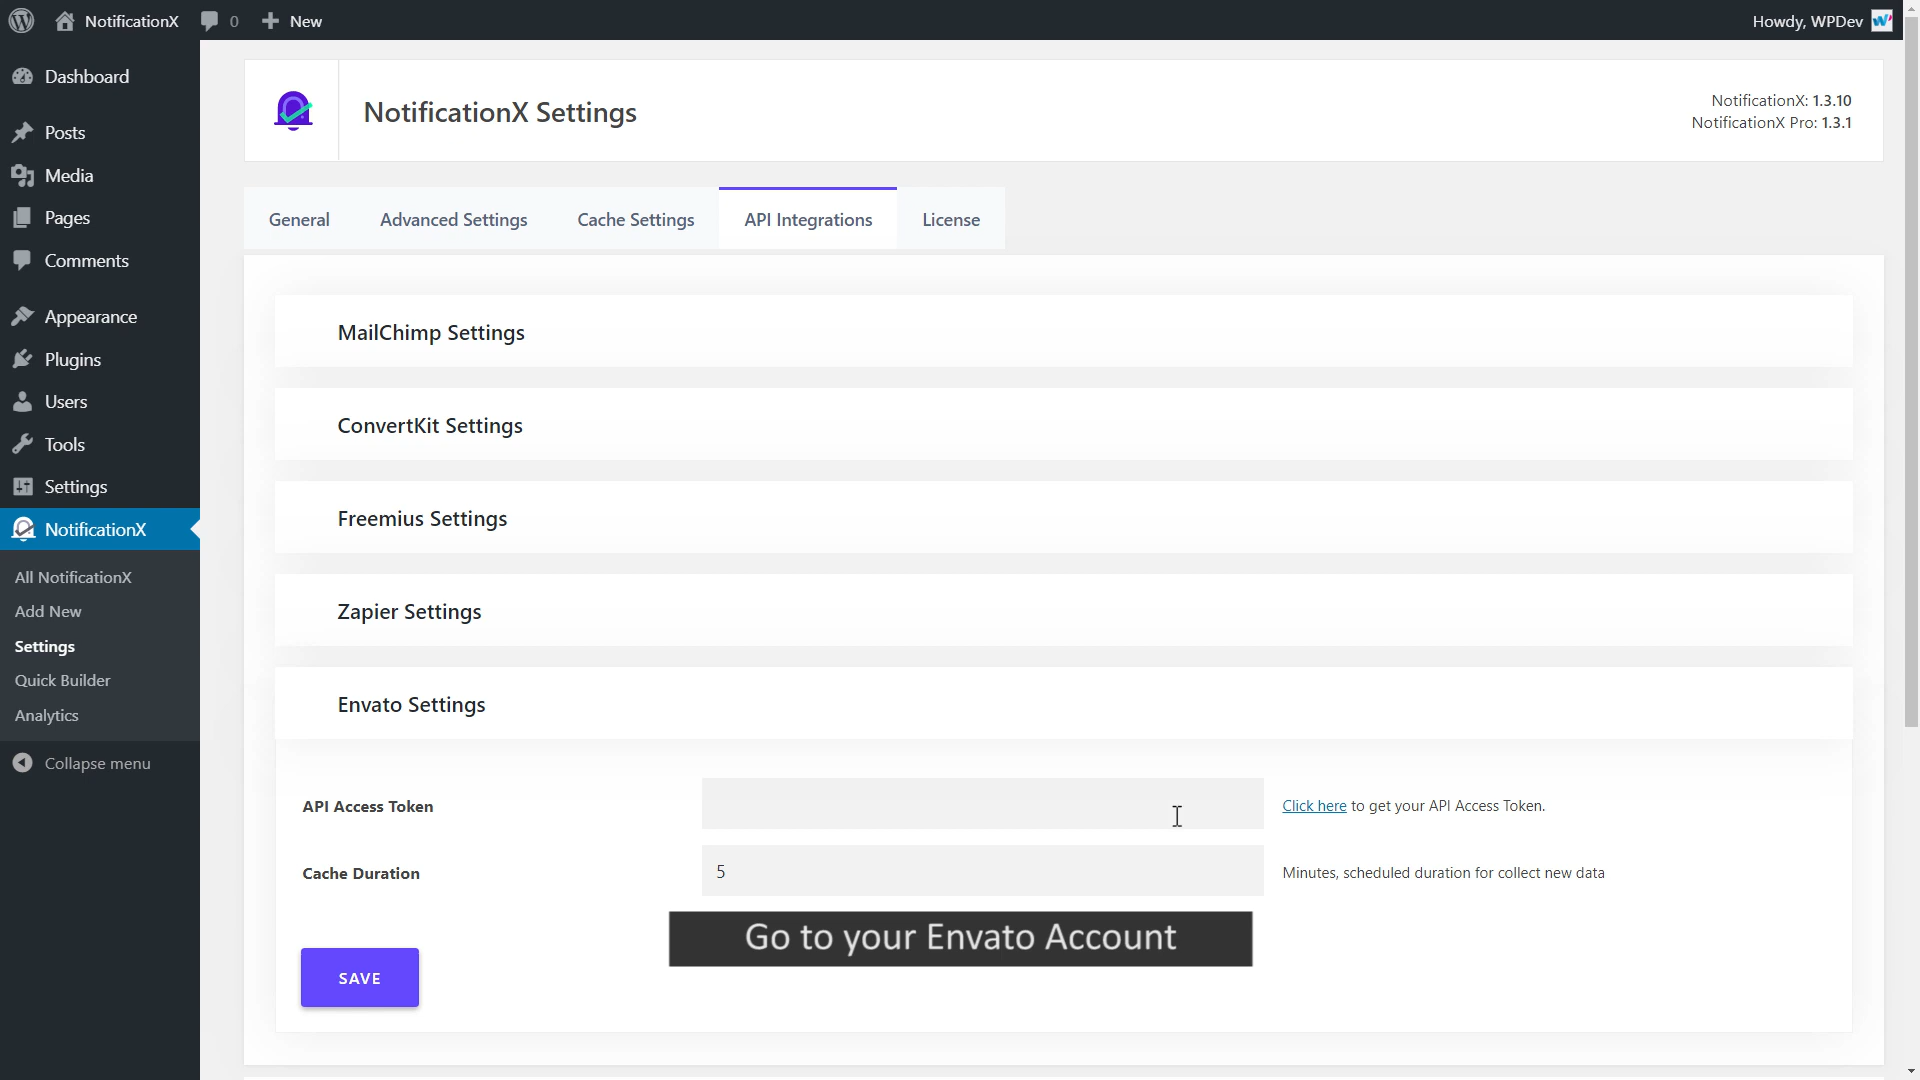 NotificationX
0
New
Howdy, WPDev
Dashboard
Posts
Media
Pages
Comments
Appearance
Plugins
Users
Tools
Settings
NotificationX
All NotificationX
Add New
Settings
Quick Builder
Analytics
Collapse menu
NotificationX Settings
NotificationX: 1.3.10
NotificationX Pro: 1.3.1
General
Advanced Settings
Cache Settings
API Integrations
License
MailChimp Settings
ConvertKit Settings
Freemius Settings
Zapier Settings
Envato Settings
API Access Token
Click here to get your API Access Token.
Cache Duration
5
Minutes, scheduled duration for collect new data
Go to your Envato Account
SAVE